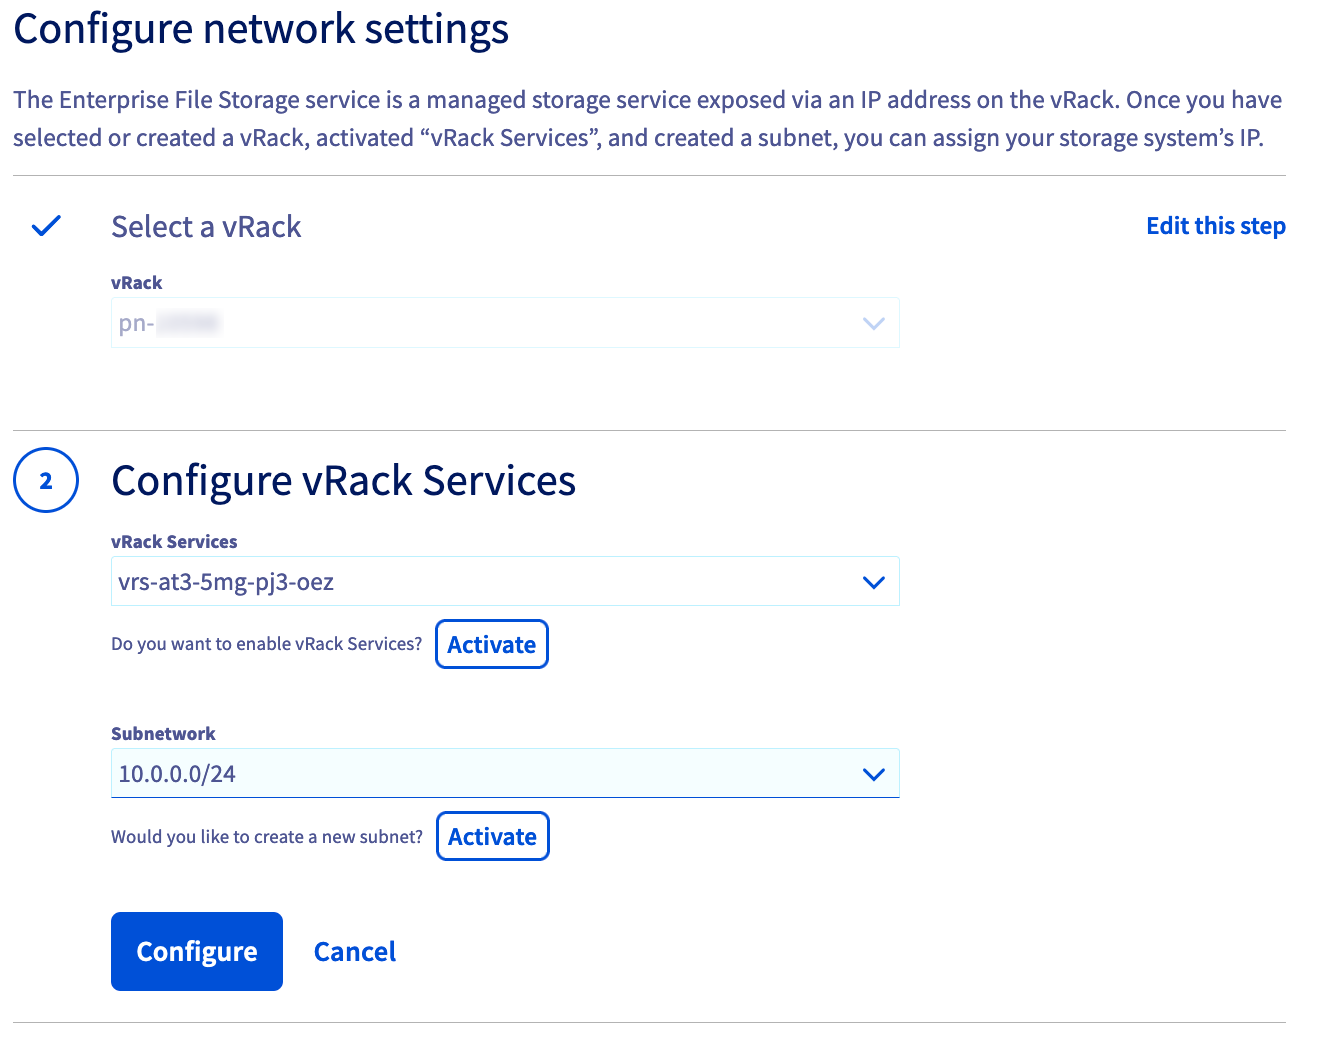 Configure network settings
The Enterprise File Storage service is a managed storage service exposed via an IP address on the vRack. Once you have
selected or created a vRack, activated “vRack Services”, and created a subnet, you can assign your storage system’s IP.
Select a vRack
Edit this step
vRack
pn-
2
Configure vRack Services
vRack Services
vrs-at3-5mg-pj3-oez
Do you want to enable vRack Services? Activate
Subnetwork
10.0.0.0/24
Would you like to create a new subnet? Activate
Configure Cancel